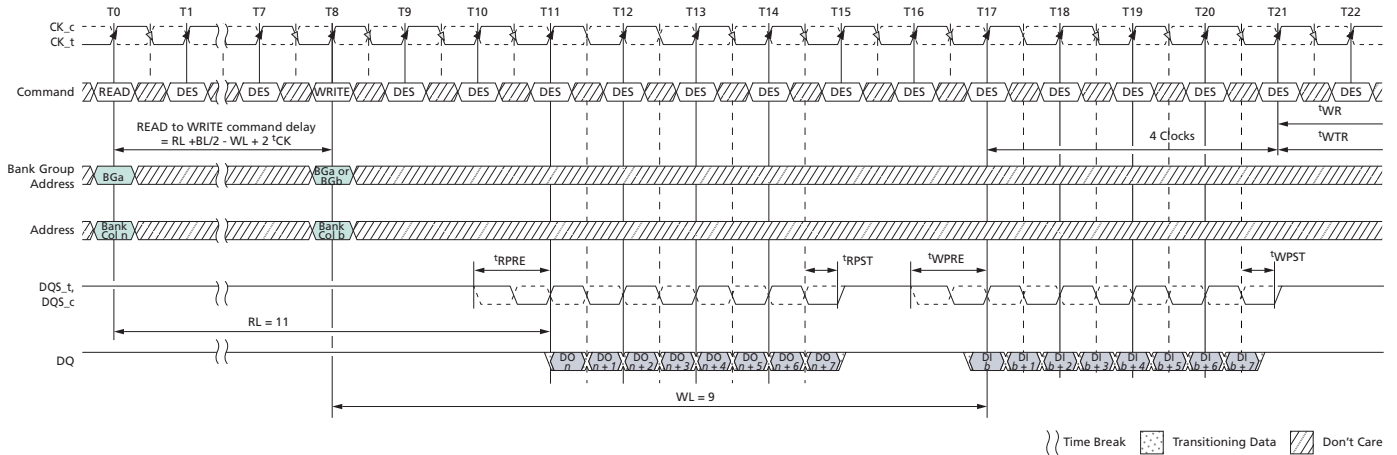 T0 T1 T7 T8 T9 T10 T11 T12 T13 T14 T15 T16 T17 T18 T19 T20 T21 T22
CK_c
CK_t
Command READ DES DES WRITE DES DES DES DES DES DES DES DES DES DES DES DES DES DES
tWR
READ to WRITE command delay
= RL +BL/2 - WL + 2 tCK
4 Clocks
tWTR
Bank Group
Address
BGa
BGa or
BGb
Address
Bank
Col n
Bank
Col b
tRPRE tRPST tWPRE tWPST
DQS_t,
DQS_c
RL = 11
DQ
DO
n
DO
n + 1
DO
n + 2
DO
n + 3
DO
n + 4
DO
n + 5
DO
n + 6
DO
n + 7
DI
b
DI
b + 1
DI
b + 2
DI
b + 3
DI
b + 4
DI
b + 5
DI
b + 6
DI
b + 7
WL = 9
Time Break Transitioning Data Don't Care